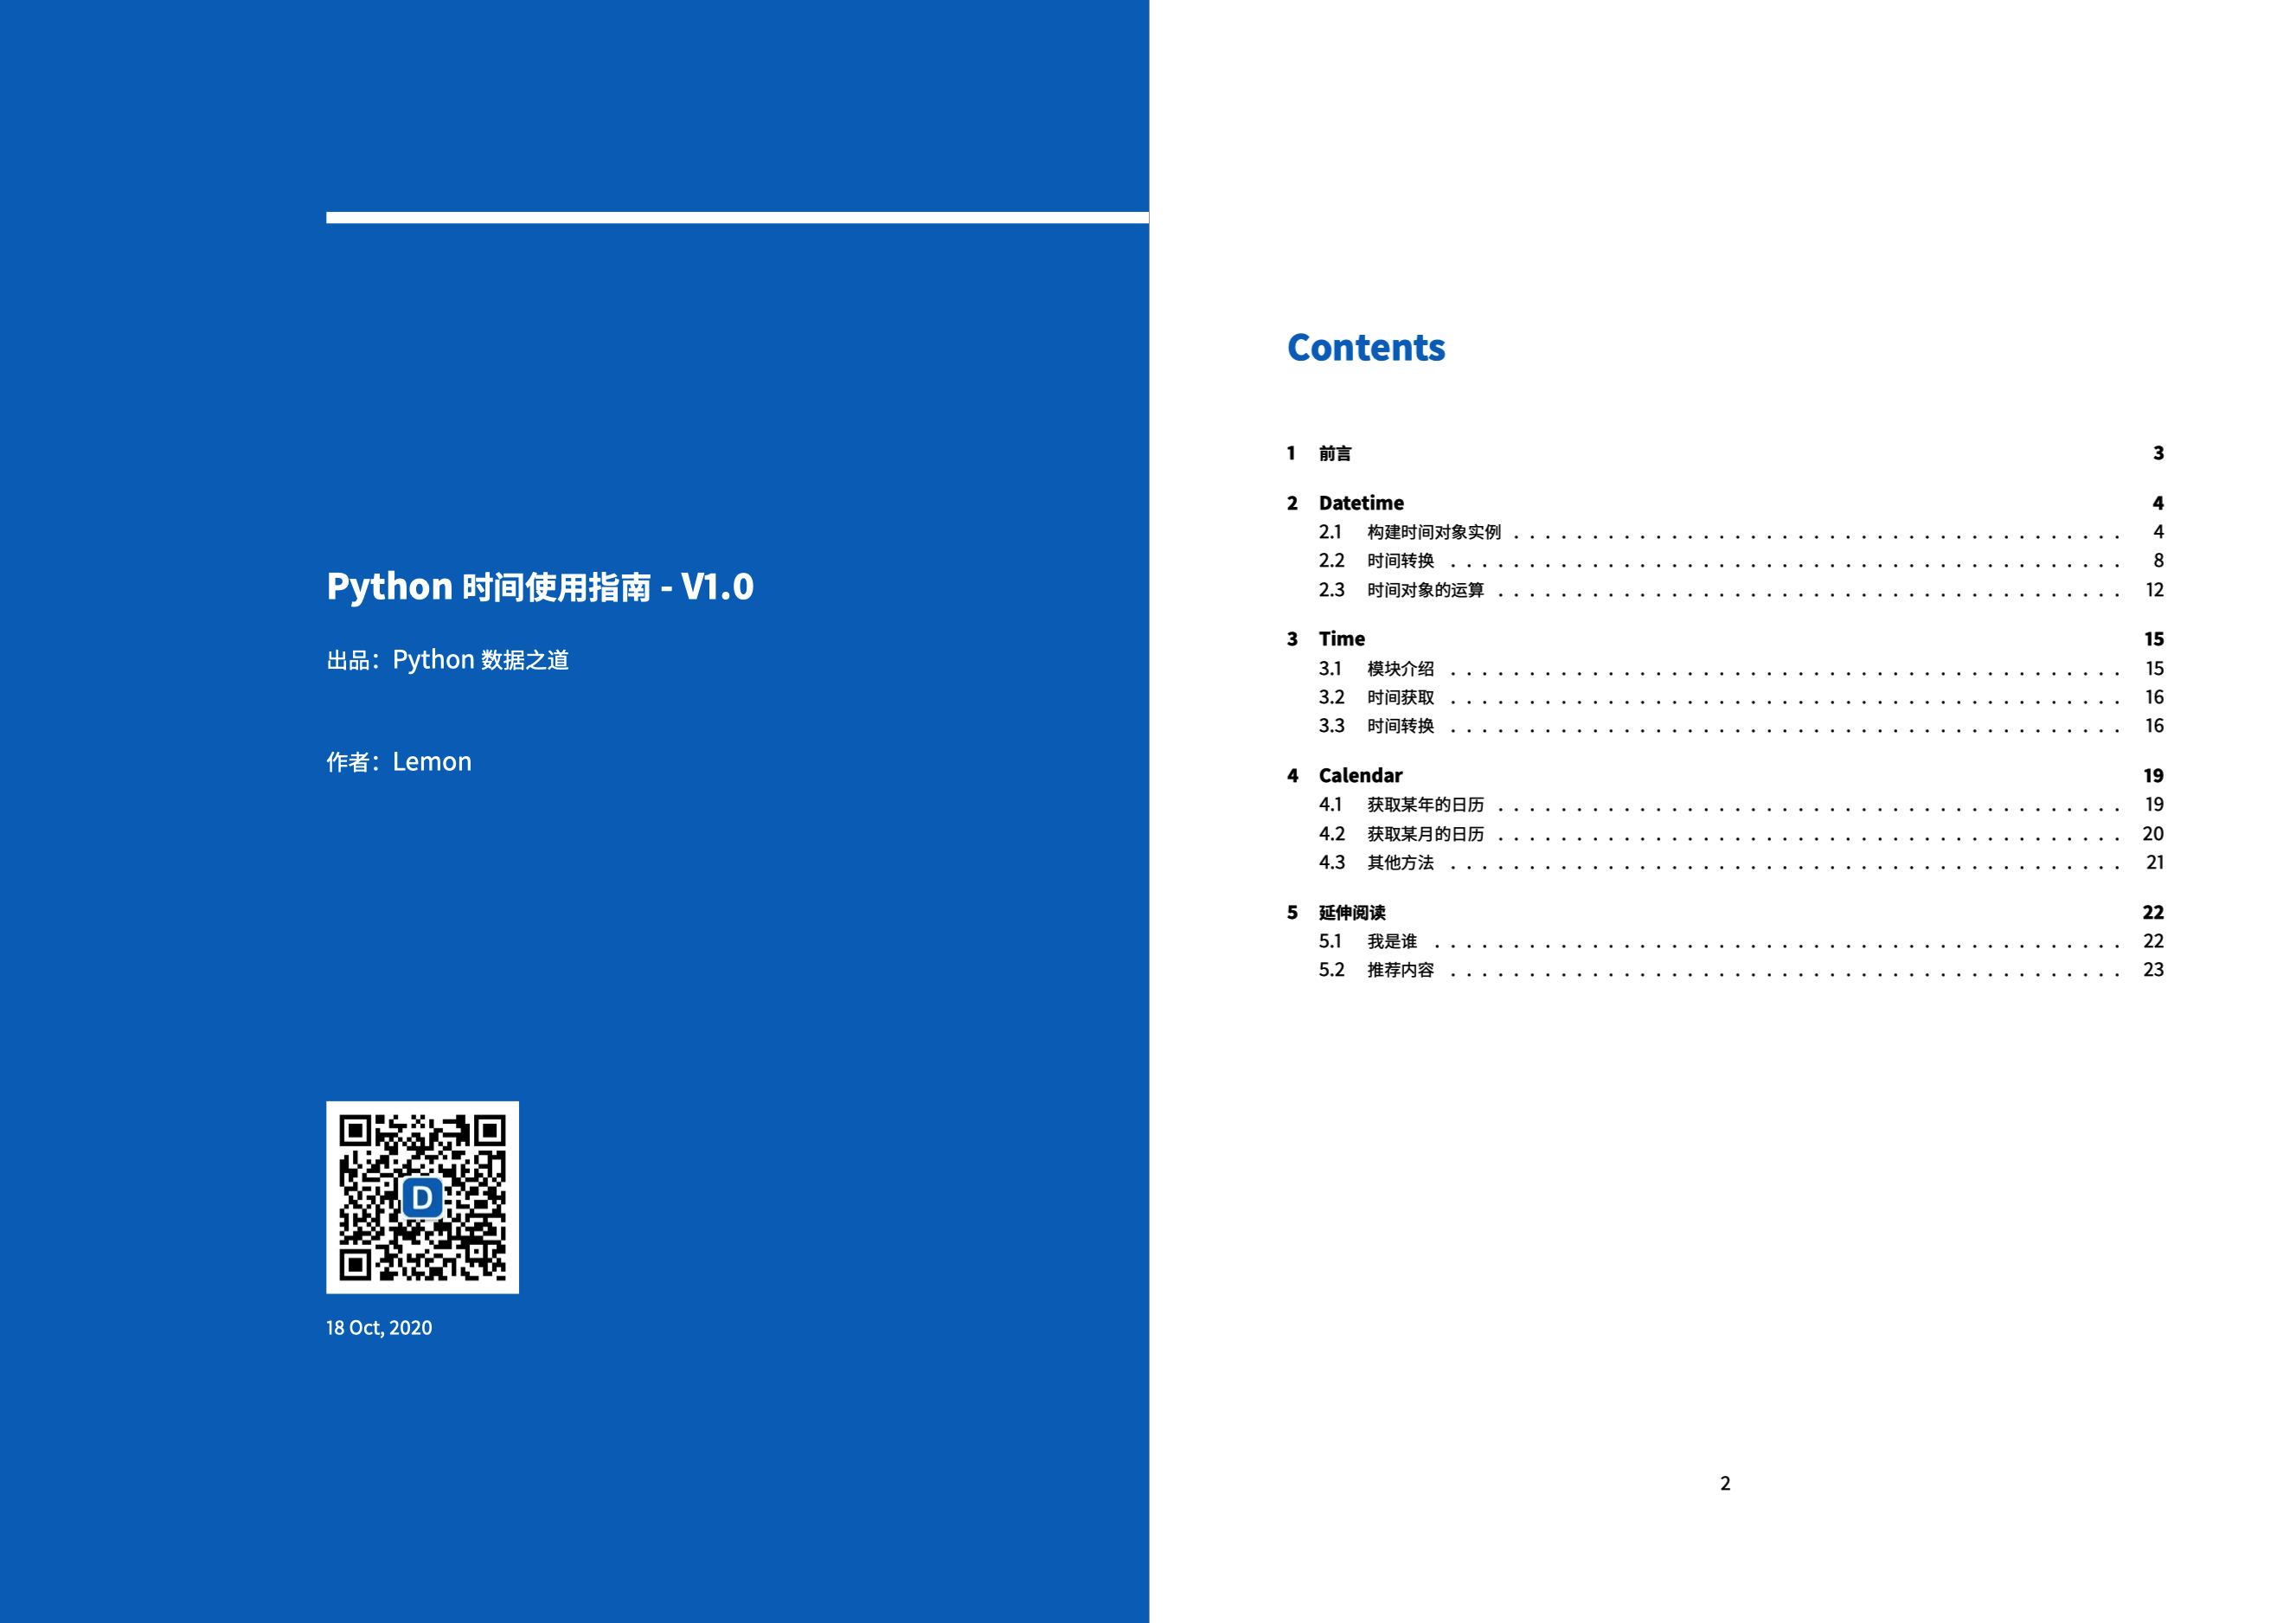 Python 时间使用指南 - V1.0
出品：Python 数据之道
作者：Lemon
D
18 Oct, 2020
Contents
1 前言 3
2 Datetime 4
2.1 构建时间对象实例 . . . . . . . . . . . . . . . . . . . . . . . . . . . . . . . . . . . . . . . 4
2.2 时间转换 . . . . . . . . . . . . . . . . . . . . . . . . . . . . . . . . . . . . . . . . . . . 8
2.3 时间对象的运算 . . . . . . . . . . . . . . . . . . . . . . . . . . . . . . . . . . . . . . . . 12
3 Time 15
3.1 模块介绍 . . . . . . . . . . . . . . . . . . . . . . . . . . . . . . . . . . . . . . . . . . . 15
3.2 时间获取 . . . . . . . . . . . . . . . . . . . . . . . . . . . . . . . . . . . . . . . . . . . 16
3.3 时间转换 . . . . . . . . . . . . . . . . . . . . . . . . . . . . . . . . . . . . . . . . . . . 16
4 Calendar 19
4.1 获取某年的日历 . . . . . . . . . . . . . . . . . . . . . . . . . . . . . . . . . . . . . . . . 19
4.2 获取某月的日历 . . . . . . . . . . . . . . . . . . . . . . . . . . . . . . . . . . . . . . . . 20
4.3 其他方法 . . . . . . . . . . . . . . . . . . . . . . . . . . . . . . . . . . . . . . . . . . . 21
5 延伸阅读 22
5.1 我是谁 . . . . . . . . . . . . . . . . . . . . . . . . . . . . . . . . . . . . . . . . . . . . 22
5.2 推荐内容 . . . . . . . . . . . . . . . . . . . . . . . . . . . . . . . . . . . . . . . . . . . 23
2